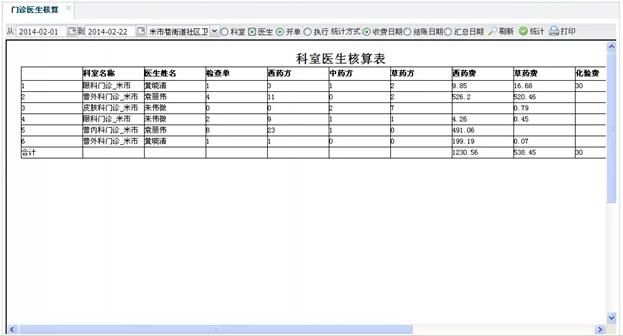 门诊医生核算
从: 2014-02-01 到 2014-02-22 米市巷街道社区卫 科室 医生 开单 执行 统计方式: 收费日期 结账日期 汇总日期 刷新 统计 打印
科室医生核算表
科室名称 医生姓名 检查单 西药方 中药方 草药方 西药费 草药费 化验费
1 眼科门诊_米市 黄晓清 1 3 1 2 9.85 16.68 30
2 普外科门诊_米市 袁丽伟 4 11 0 2 526.2 520.46
3 皮肤科门诊_米市 朱伟微 0 0 2 7 0.79
4 眼科门诊_米市 朱伟微 2 9 1 1 4.26 0.45
5 普内科门诊_米市 袁丽伟 8 23 1 0 491.06
6 普外科门诊_米市 黄晓清 1 1 0 0 199.19 0.07
合计 1230.56 538.45 30